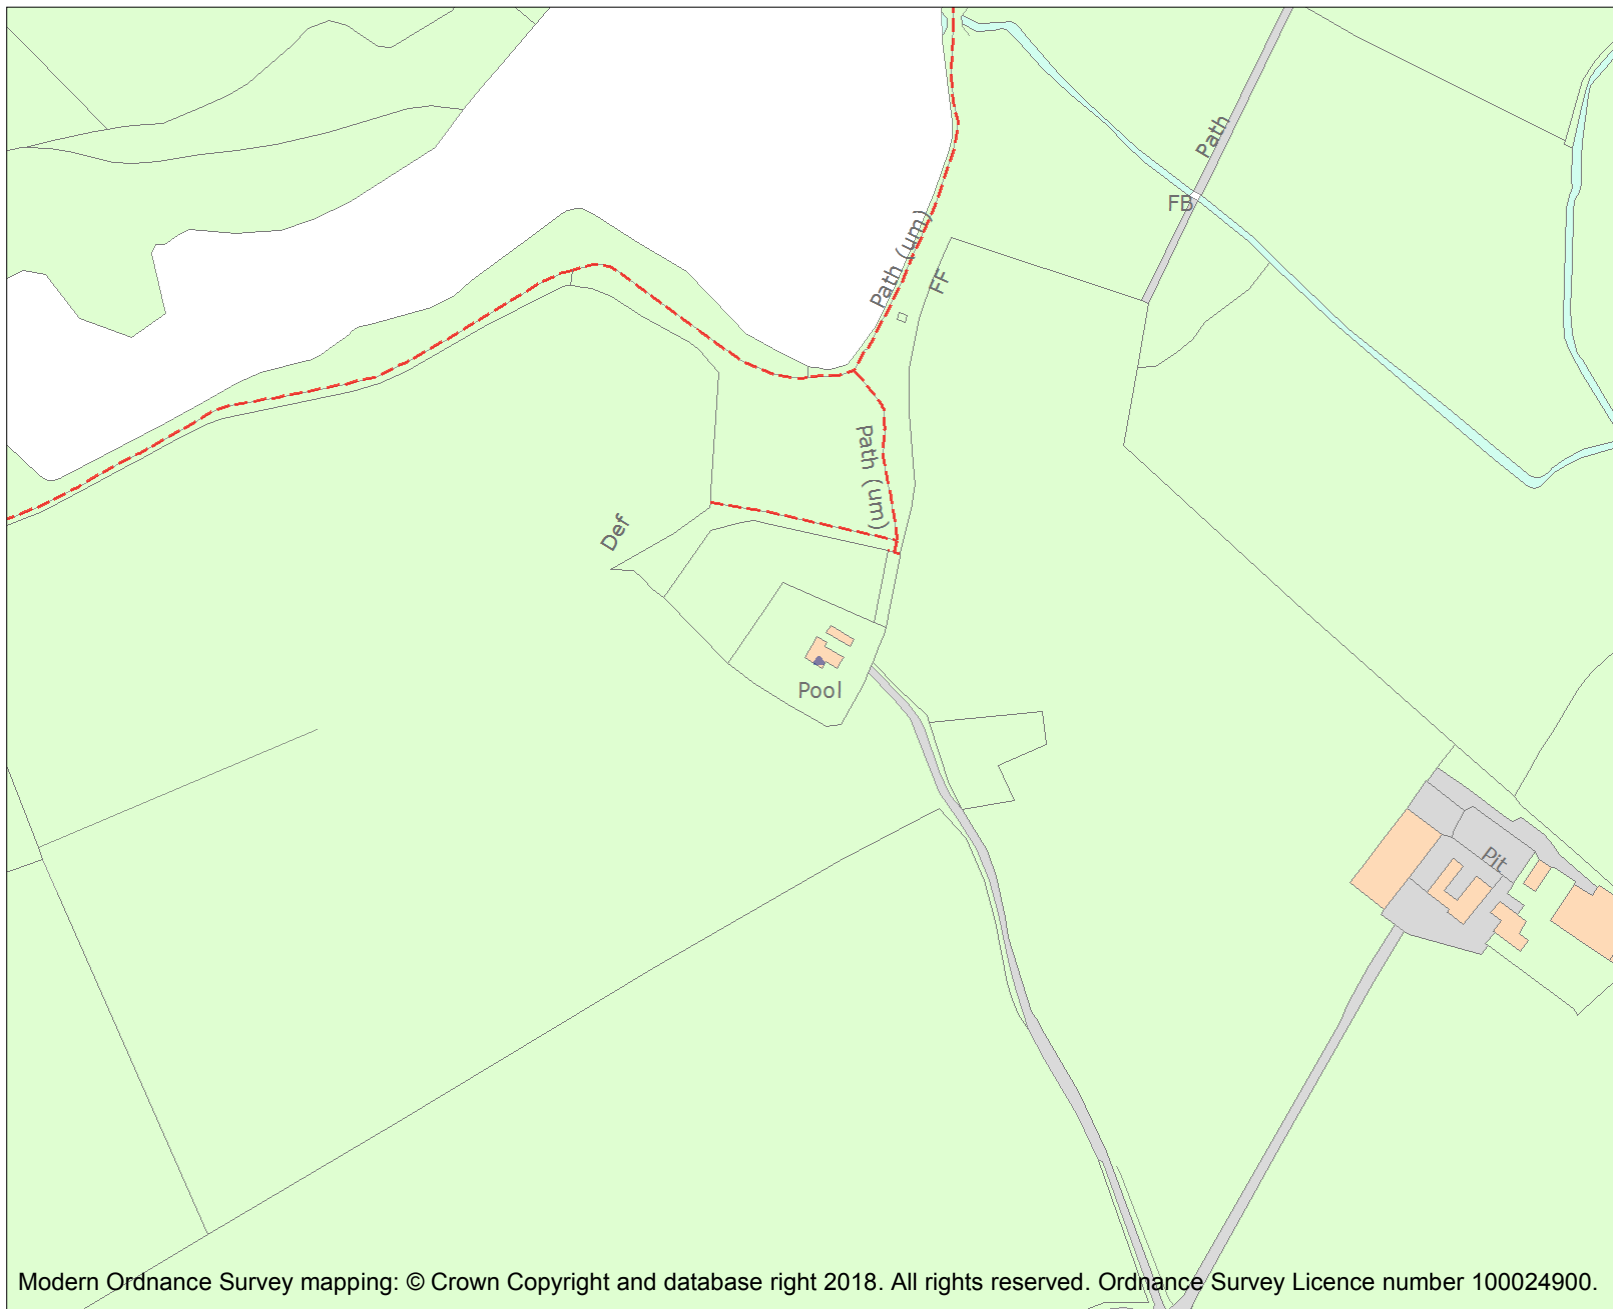 Path
FB
Path (um)
FF
Path (um)
Def
Pool
Pit
Modern Ordnance Survey mapping: © Crown Copyright and database right 2018. All rights reserved. Ordnance Survey Licence number 100024900.